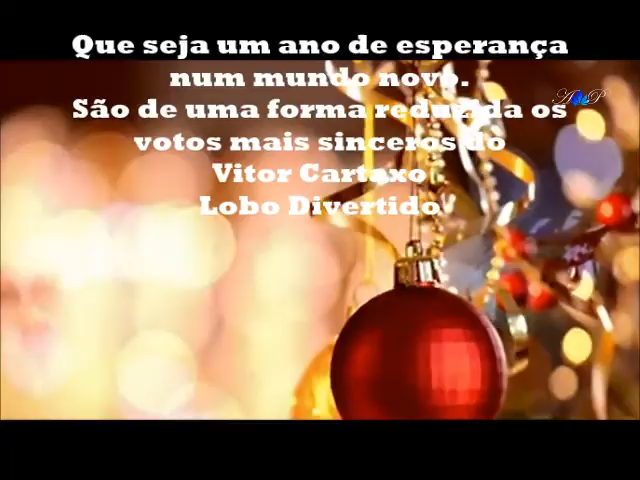 Que seja um ano de esperança
num mundo novo.
São de uma forma reduzida os
votos mais sinceros do
Vitor Cartaxo
Lobo Divertido